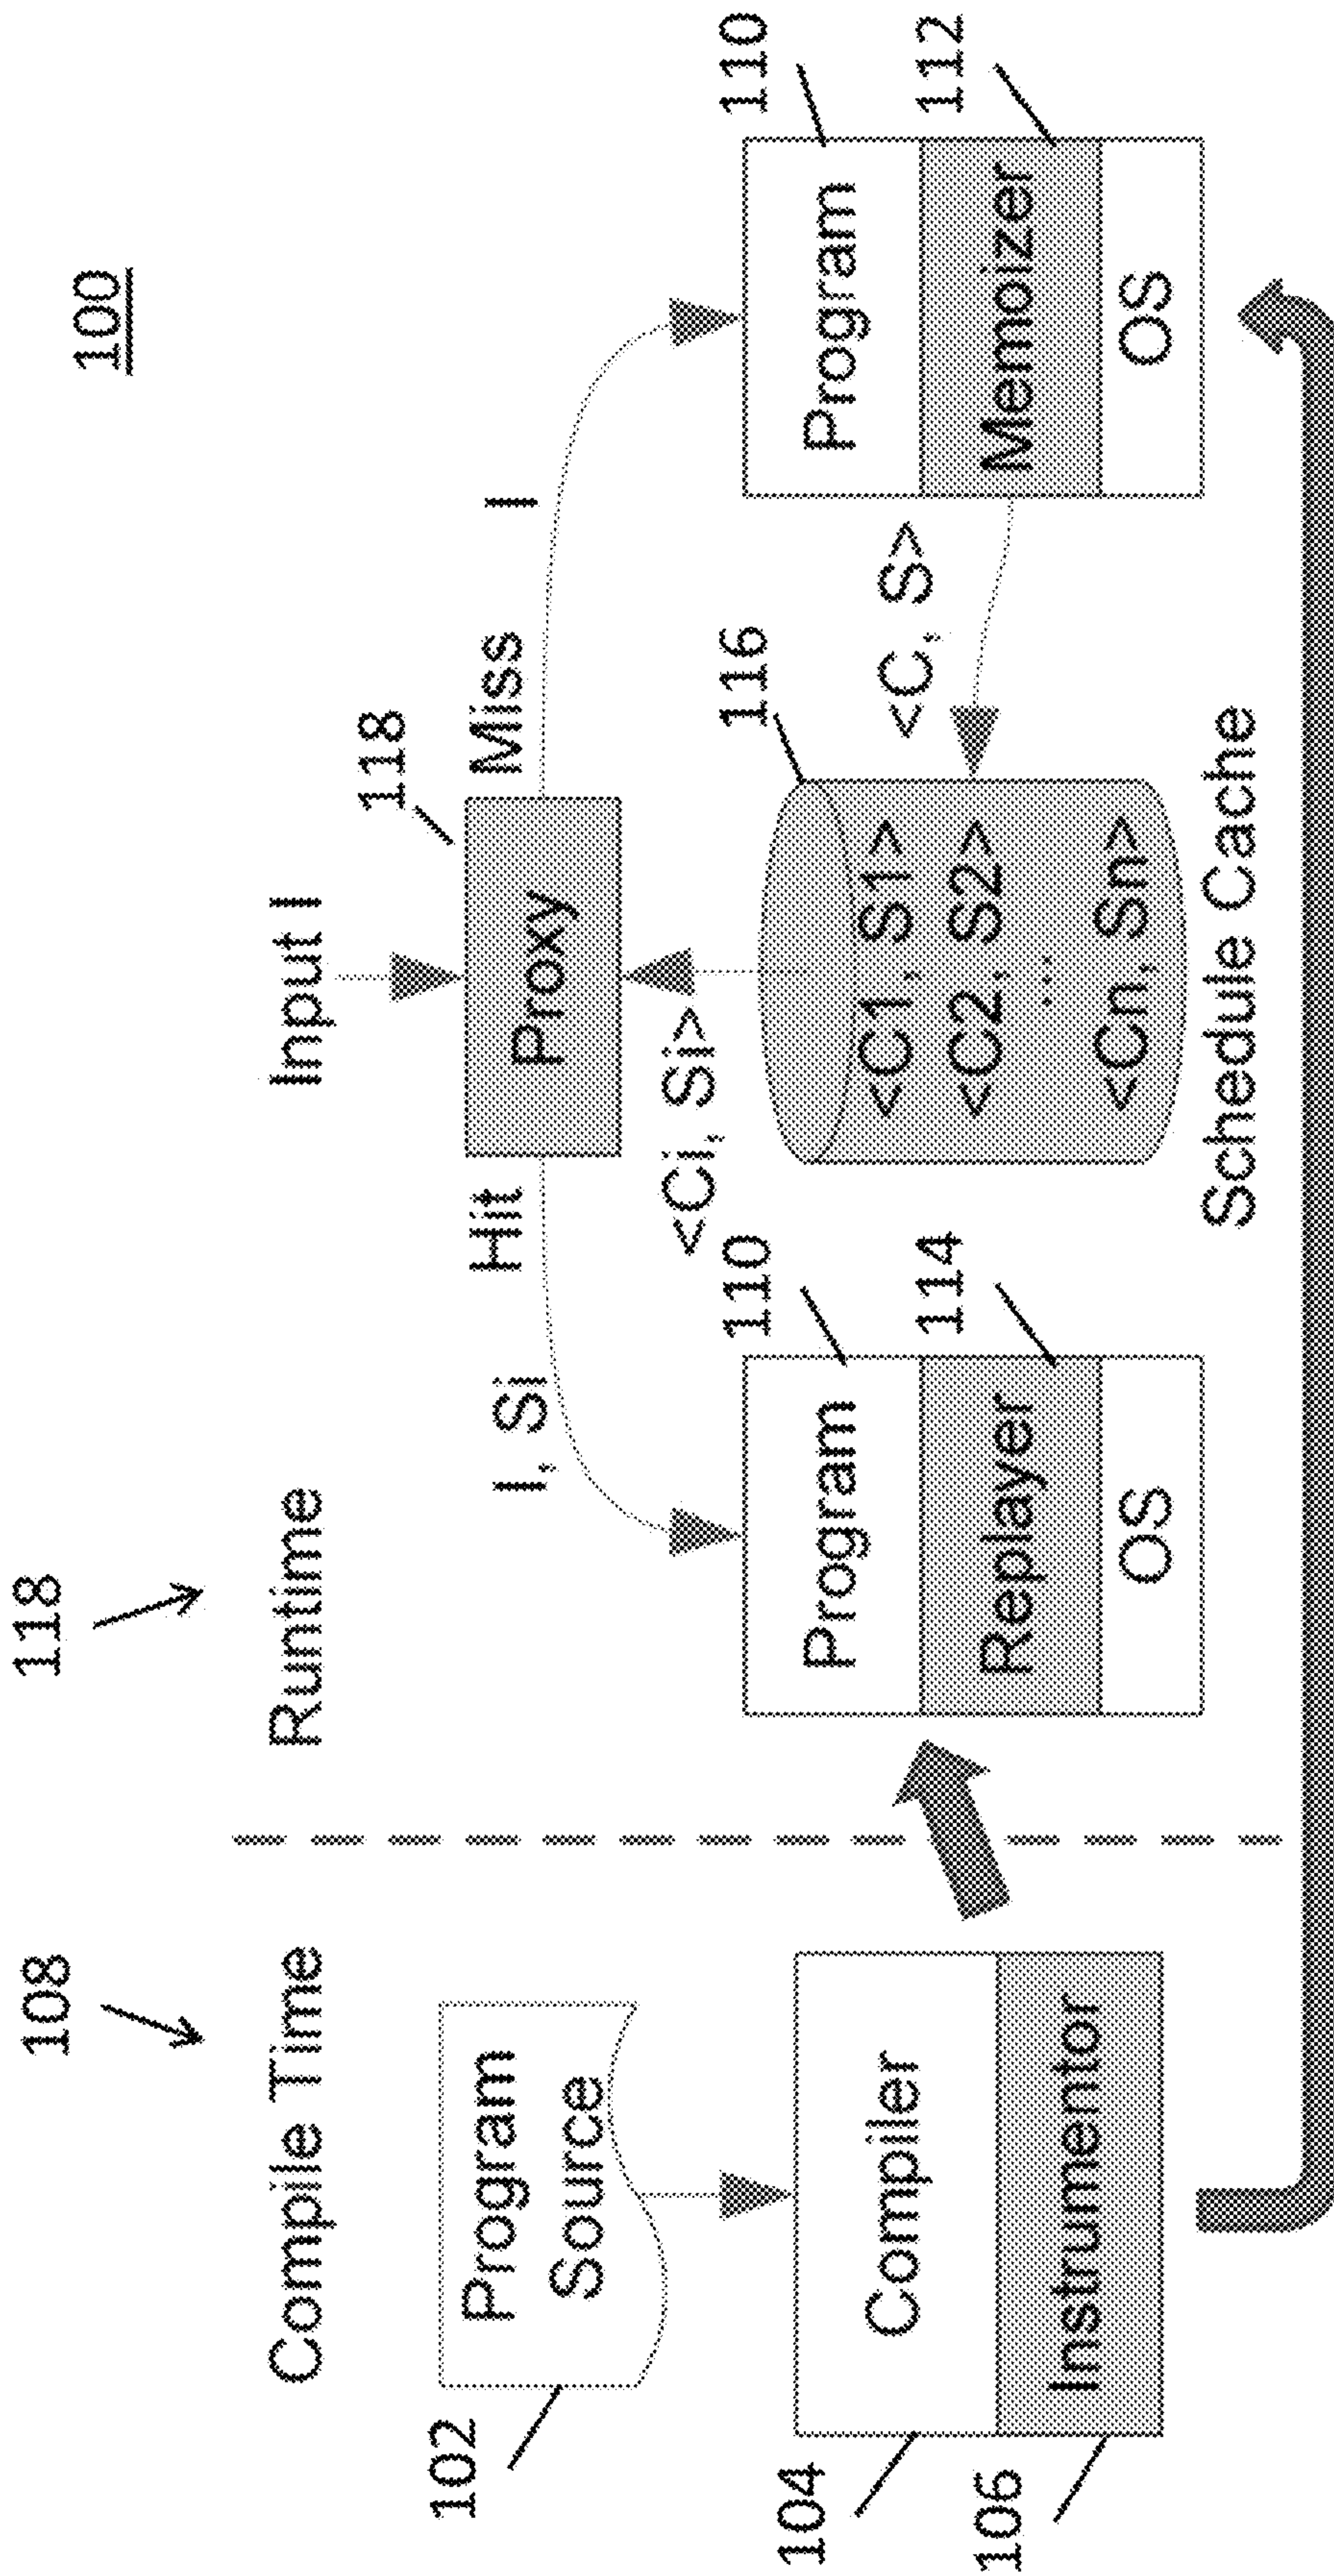 100
108
118
Compile Time
Runtime
Input I
102
Program
Source
Hit
Proxy
118
Miss
I, Si
I
<Ci, Si>
104
Compiler
106
Instrumentor
110
Program
114
Replayer
OS
116
<C1, S1>
<C2, S2>
...
<Cn, Sn>
Schedule Cache
<C, S>
110
Program
112
Memoizer
OS